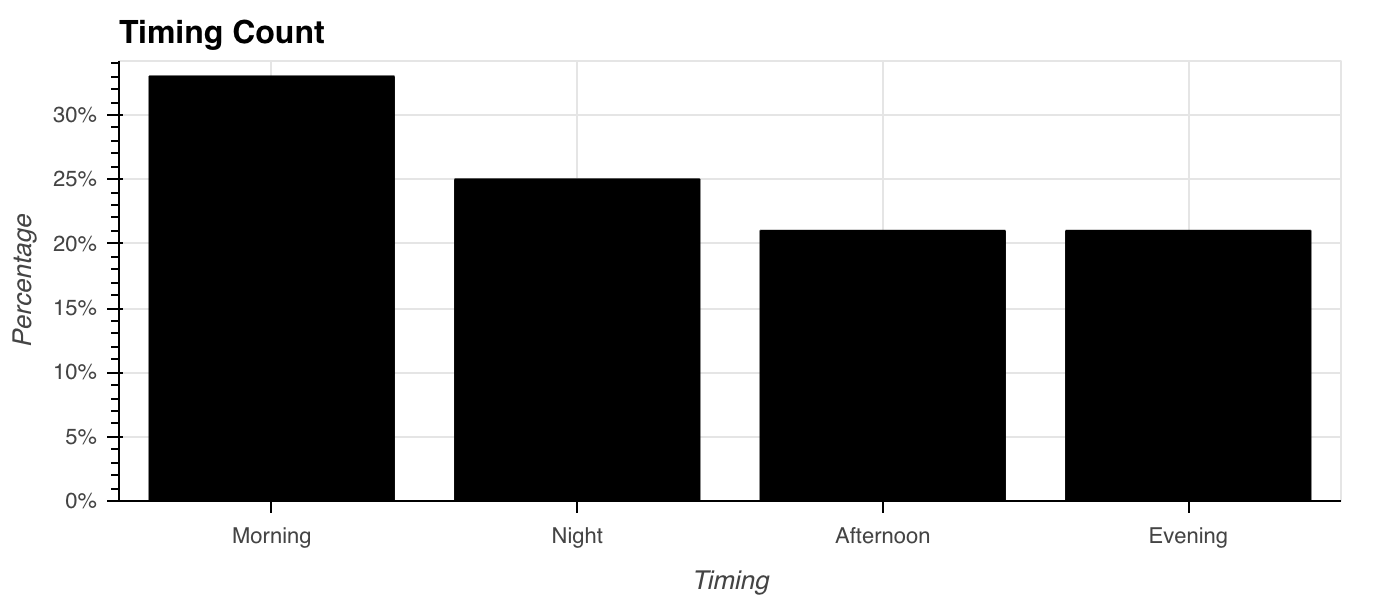 Timing Count
Percentage
30%
25%
20%
15%
10%
5%
0%
Morning Night Afternoon Evening
Timing